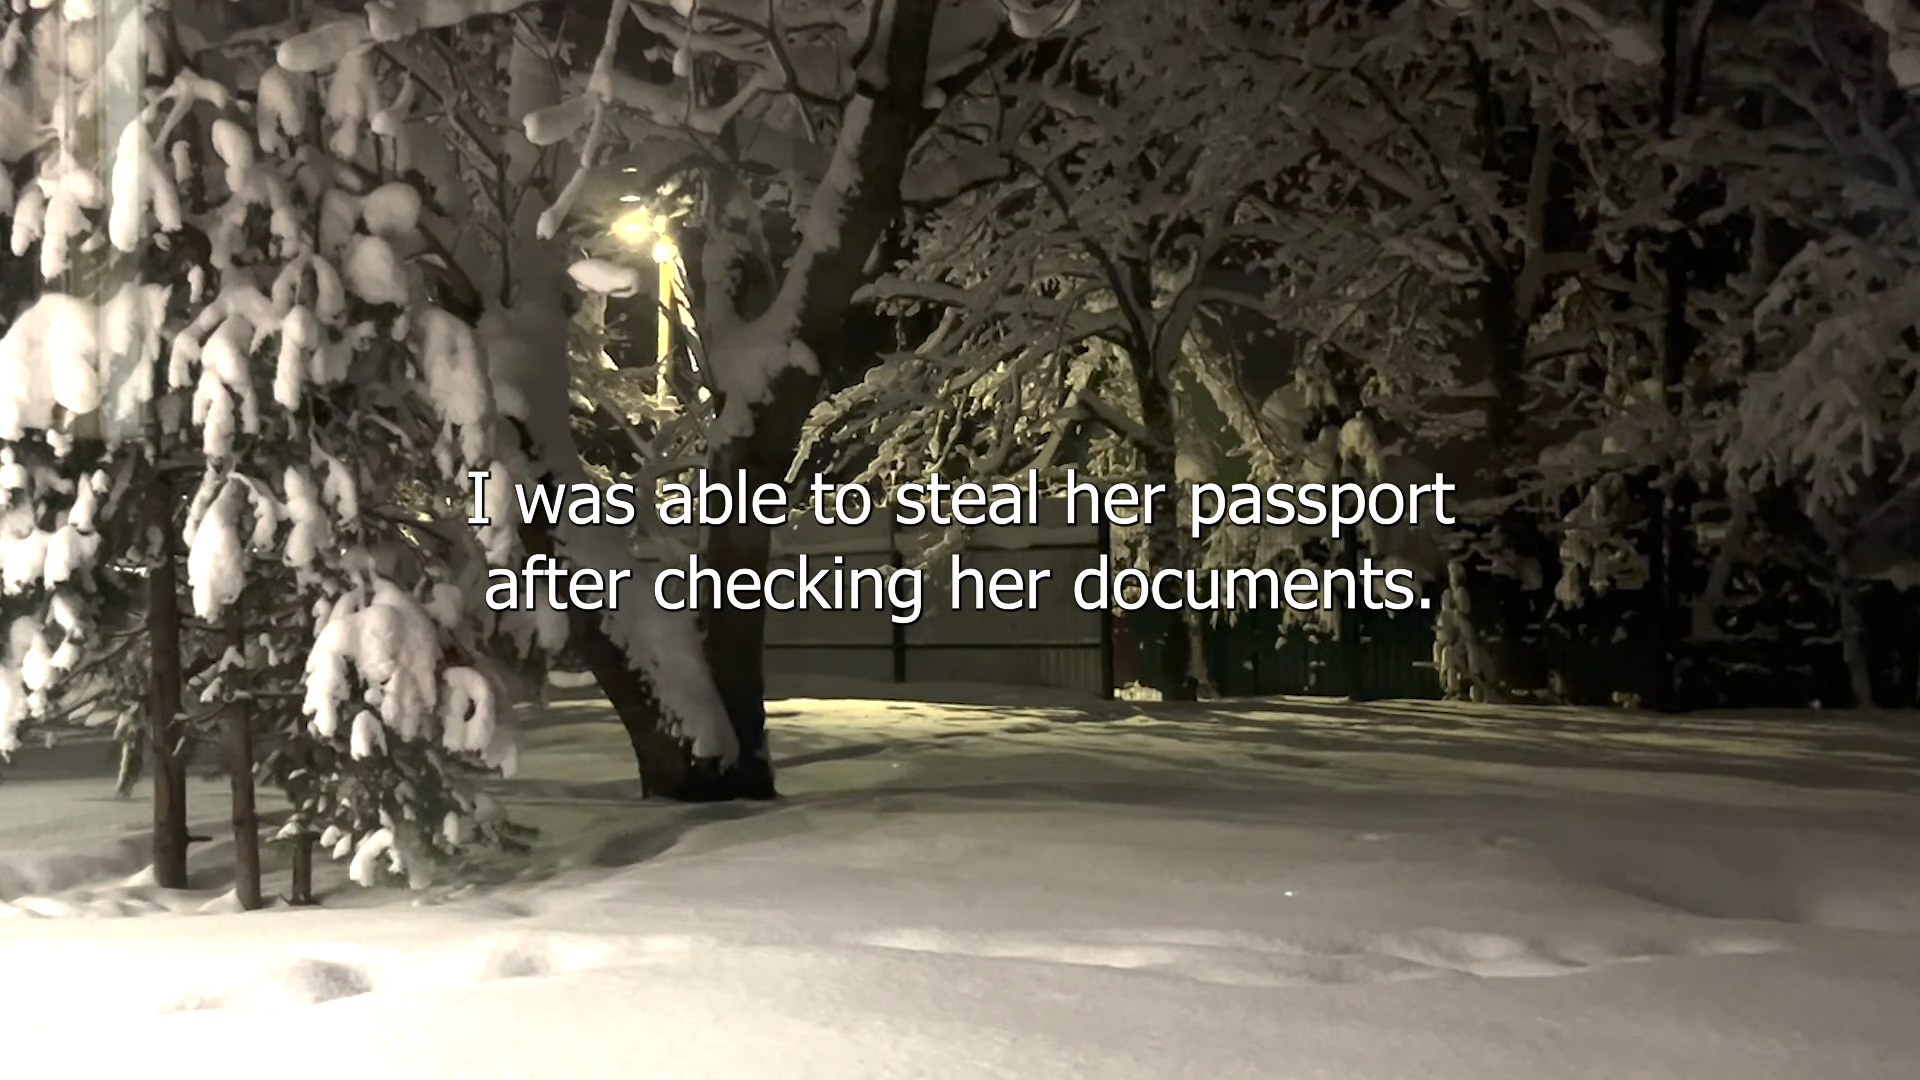 I was able to steal her passport
after checking her documents.